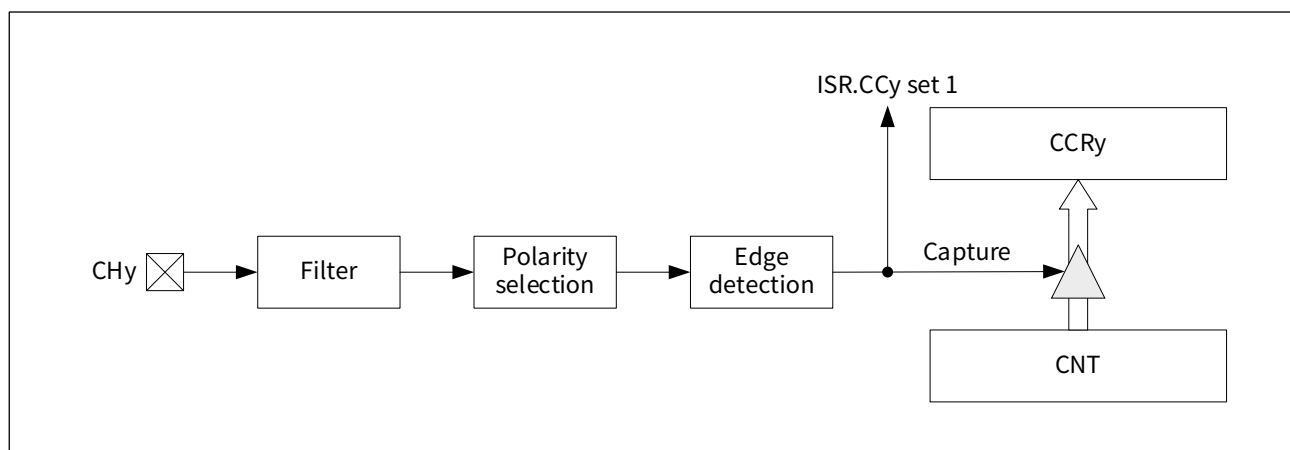 ISR.CCy set 1
CCRy
CHy
Filter
Polarity
selection
Edge
detection
Capture
CNT